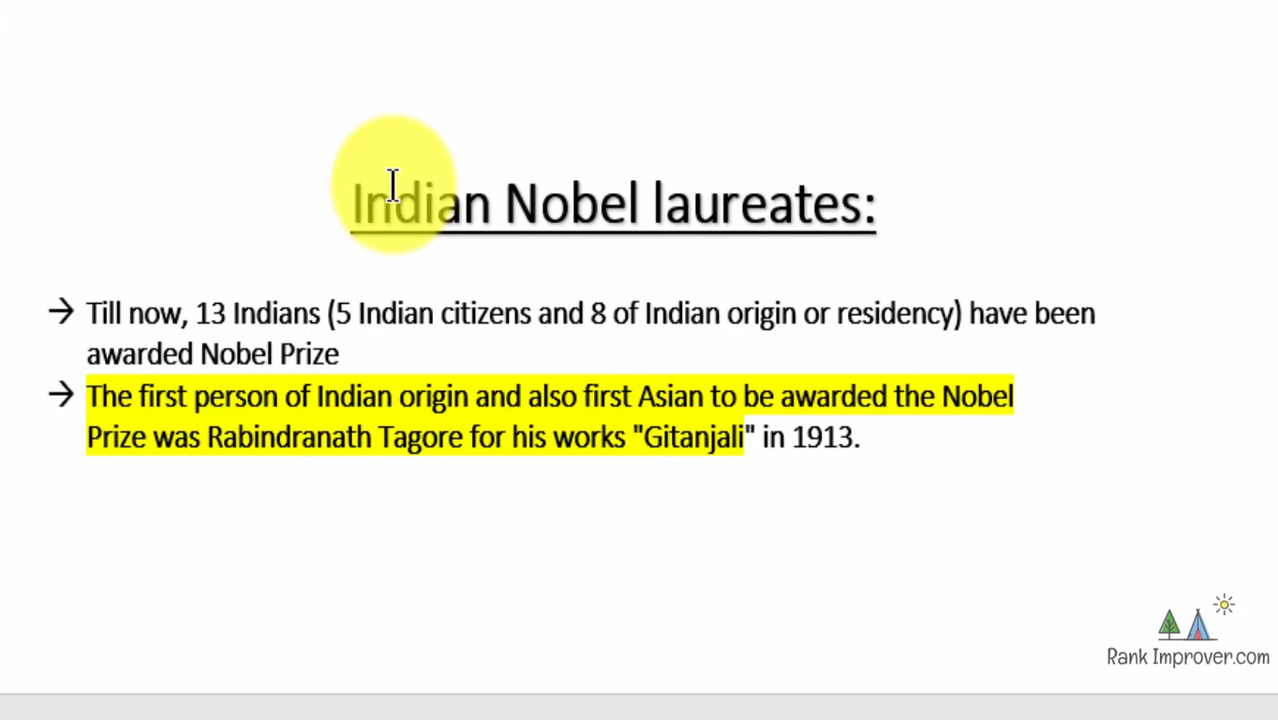 Indian Nobel laureates:
→ Till now, 13 Indians (5 Indian citizens and 8 of Indian origin or residency) have been
awarded Nobel Prize
→ The first person of Indian origin and also first Asian to be awarded the Nobel
Prize was Rabindranath Tagore for his works "Gitanjali" in 1913.
Rank Improver.com